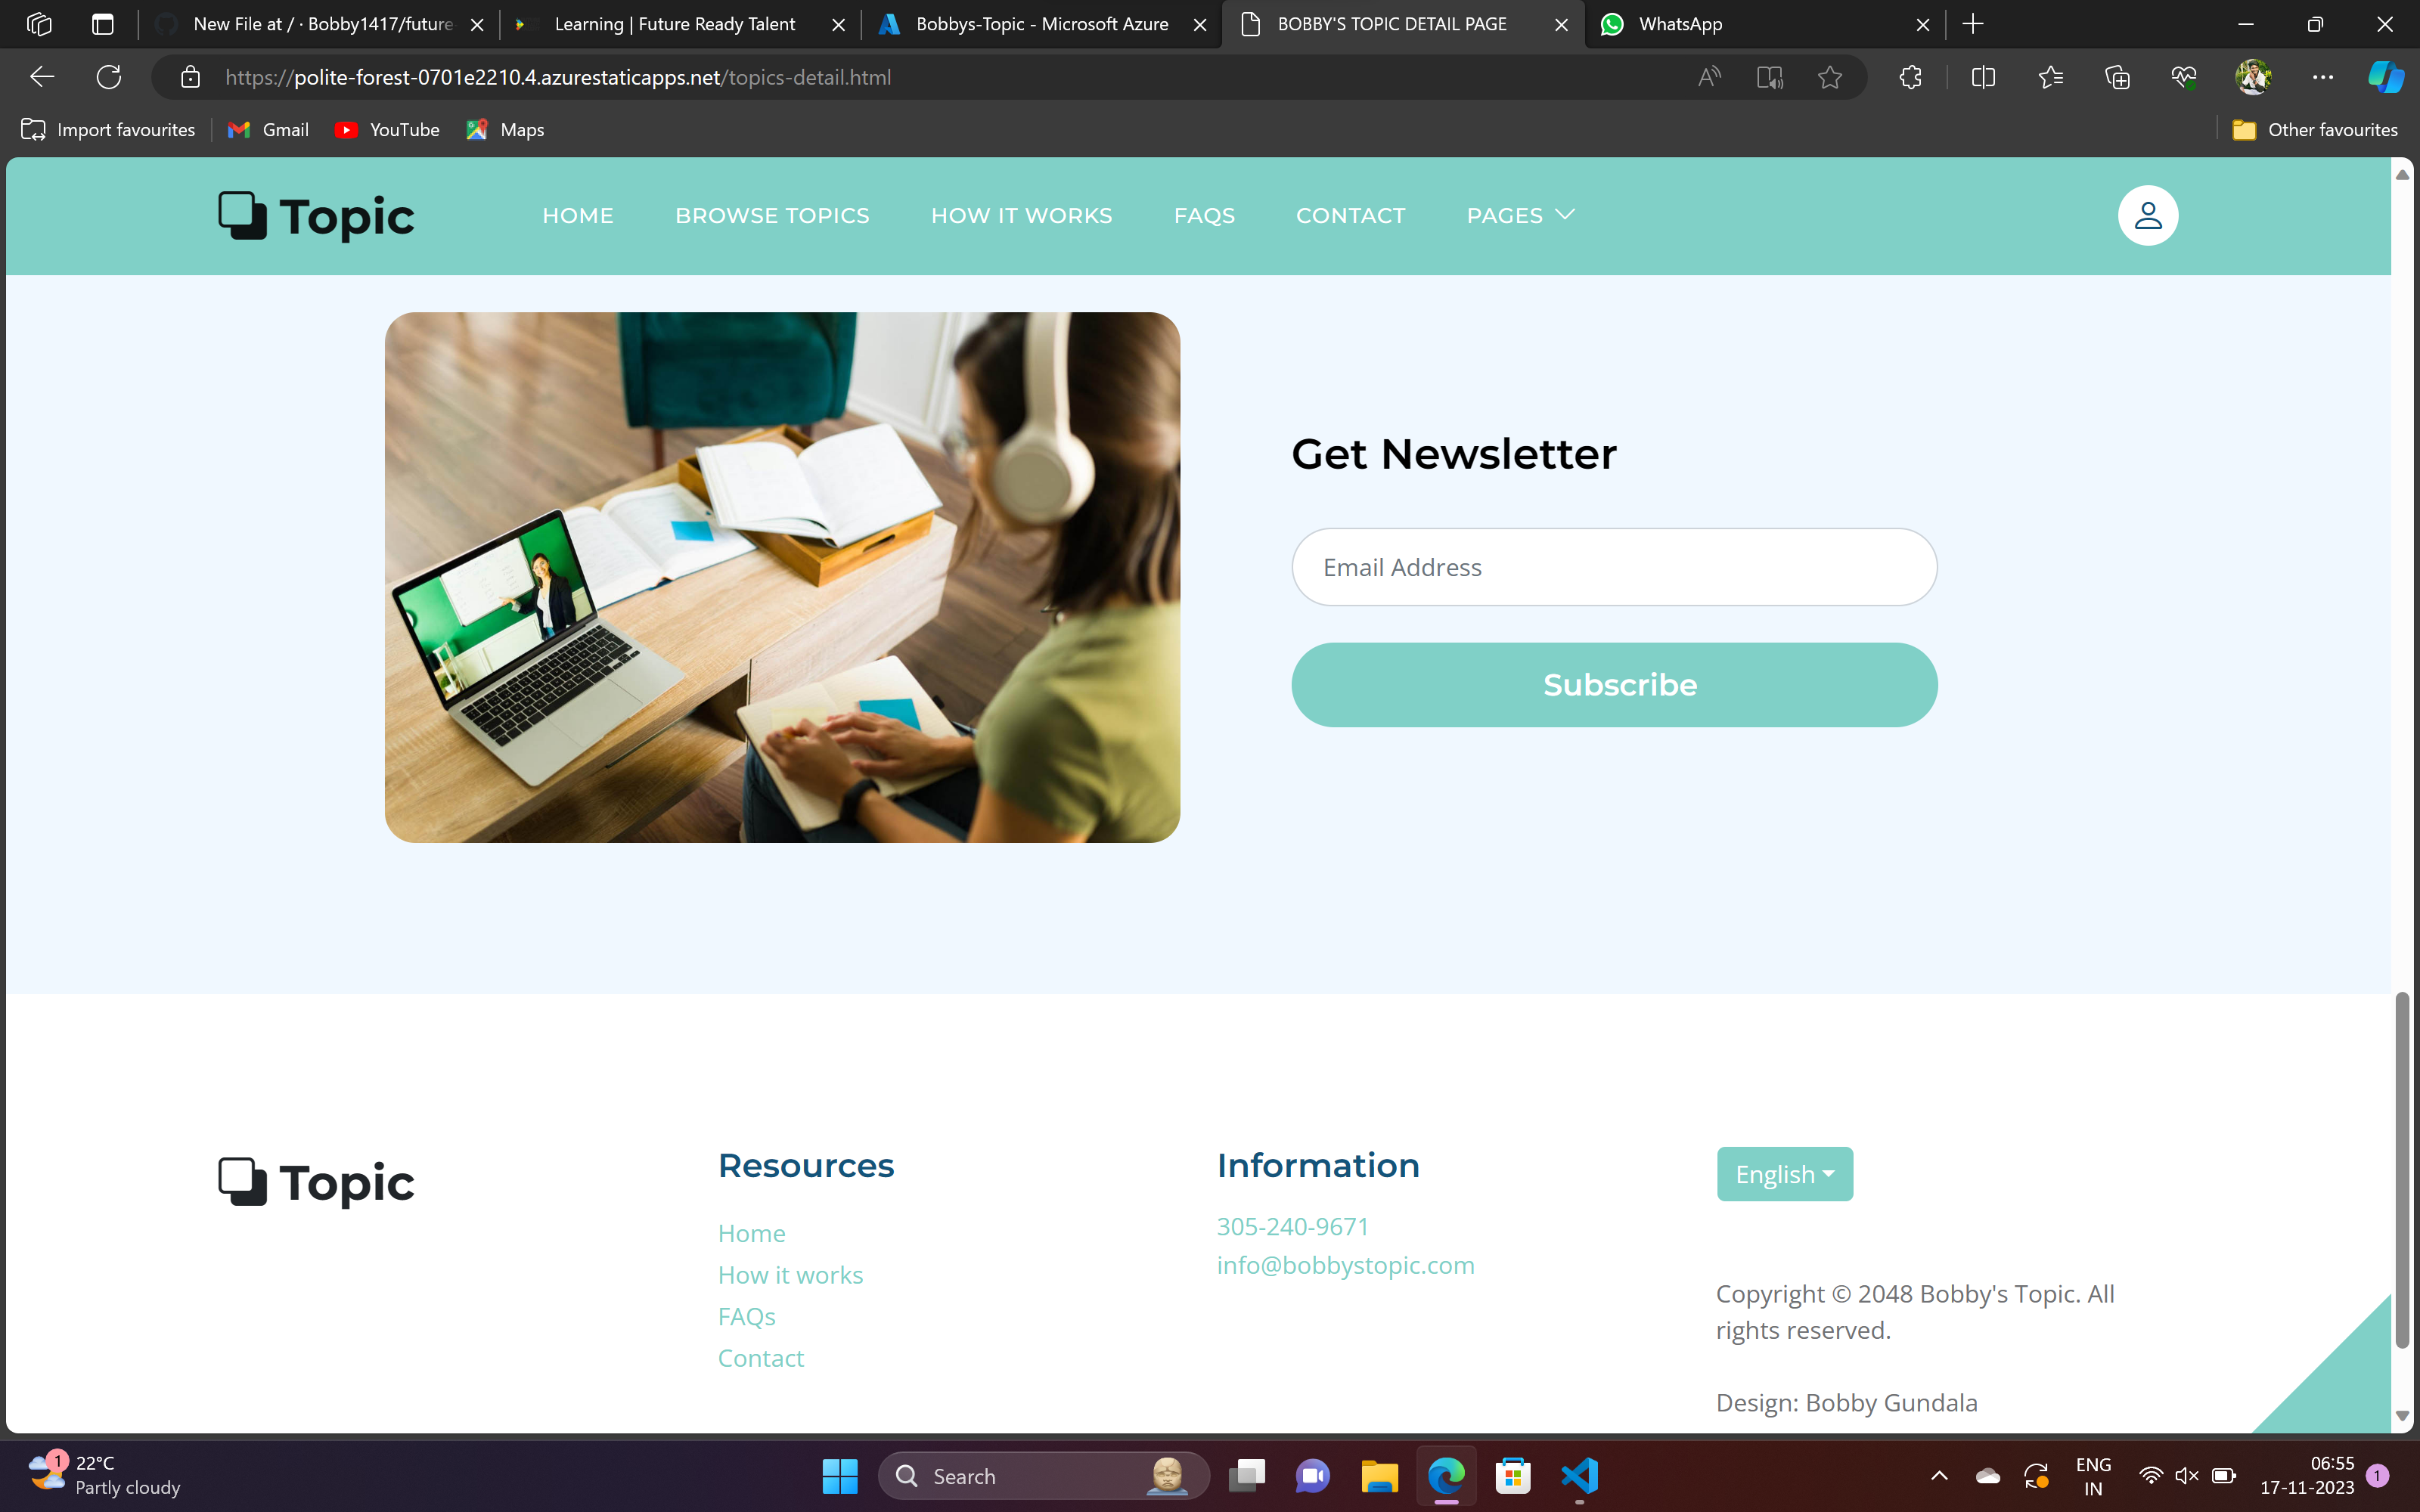 New File at / · Bobby1417/future
Learning | Future Ready Talent
Bobbys-Topic - Microsoft Azure
BOBBY'S TOPIC DETAIL PAGE
WhatsApp
https://polite-forest-0701e2210.4.azurestaticapps.net/topics-detail.html
Import favourites
Gmail
YouTube
Maps
Other favourites
Topic
HOME
BROWSE TOPICS
HOW IT WORKS
FAQS
CONTACT
PAGES
Get Newsletter
Email Address
Subscribe
Topic
Resources
Home
How it works
FAQs
Contact
Information
305-240-9671
info@bobbystopic.com
English
Copyright © 2048 Bobby's Topic. All
rights reserved.
Design: Bobby Gundala
1
22°C
Partly cloudy
Search
ENG
IN
06:55
17-11-2023
1